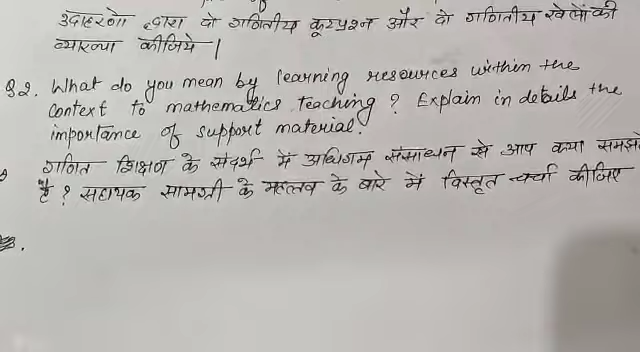 उदाहरणो द्वारा दो गणितीय कूटप्रश्न और दो गणितीय खेलों की
व्याख्या कीजिये |
Q2. What do you mean by learning resources within the
context to mathematics teaching? Explain in details the
importance of support material.
गणित शिक्षण के संदर्भ में अधिगम संसाधन से आप क्या समझते
है ? सहायक सामग्री के महत्तव के बारे में विस्तृत चर्चा कीजिए